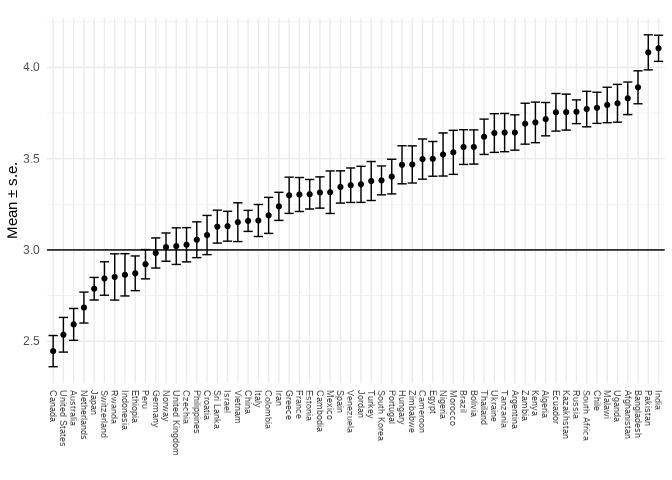 Mean ± s.e.
4.0
3.5
3.0
2.5
Canada
United States
Australia
Netherlands
Japan
Switzerland
Rwanda
Indonesia
Ethiopia
Peru
Germany
Norway
United Kingdom
Czechia
Philippines
Croatia
Sri Lanka
Israel
Vietnam
China
Italy
Colombia
Iran
Greece
France
Estonia
Cambodia
Mexico
Spain
Venezuela
Jordan
Turkey
South Korea
Portugal
Hungary
Zimbabwe
Cameroon
Egypt
Nigeria
Morocco
Brazil
Bolivia
Thailand
Ukraine
Tanzania
Argentina
Zambia
Kenya
Algeria
Ecuador
Kazakhstan
Russia
South Africa
Chile
Malawi
Uganda
Afghanistan
Bangladesh
Pakistan
India